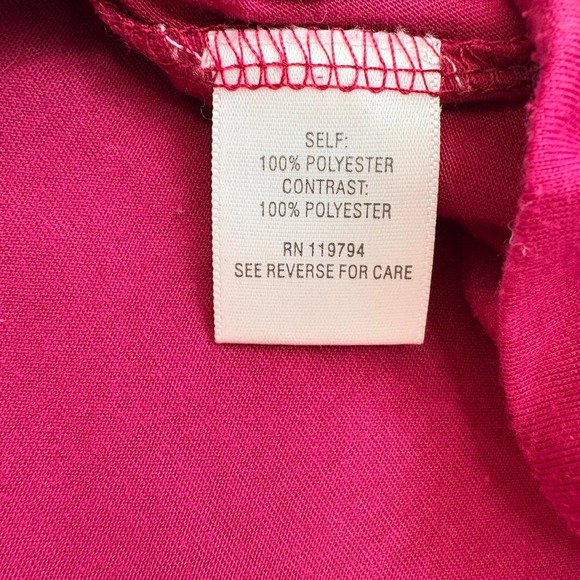 SELF:
100% POLYESTER
CONTRAST:
100% POLYESTER
RN 119794
SEE REVERSE FOR CARE